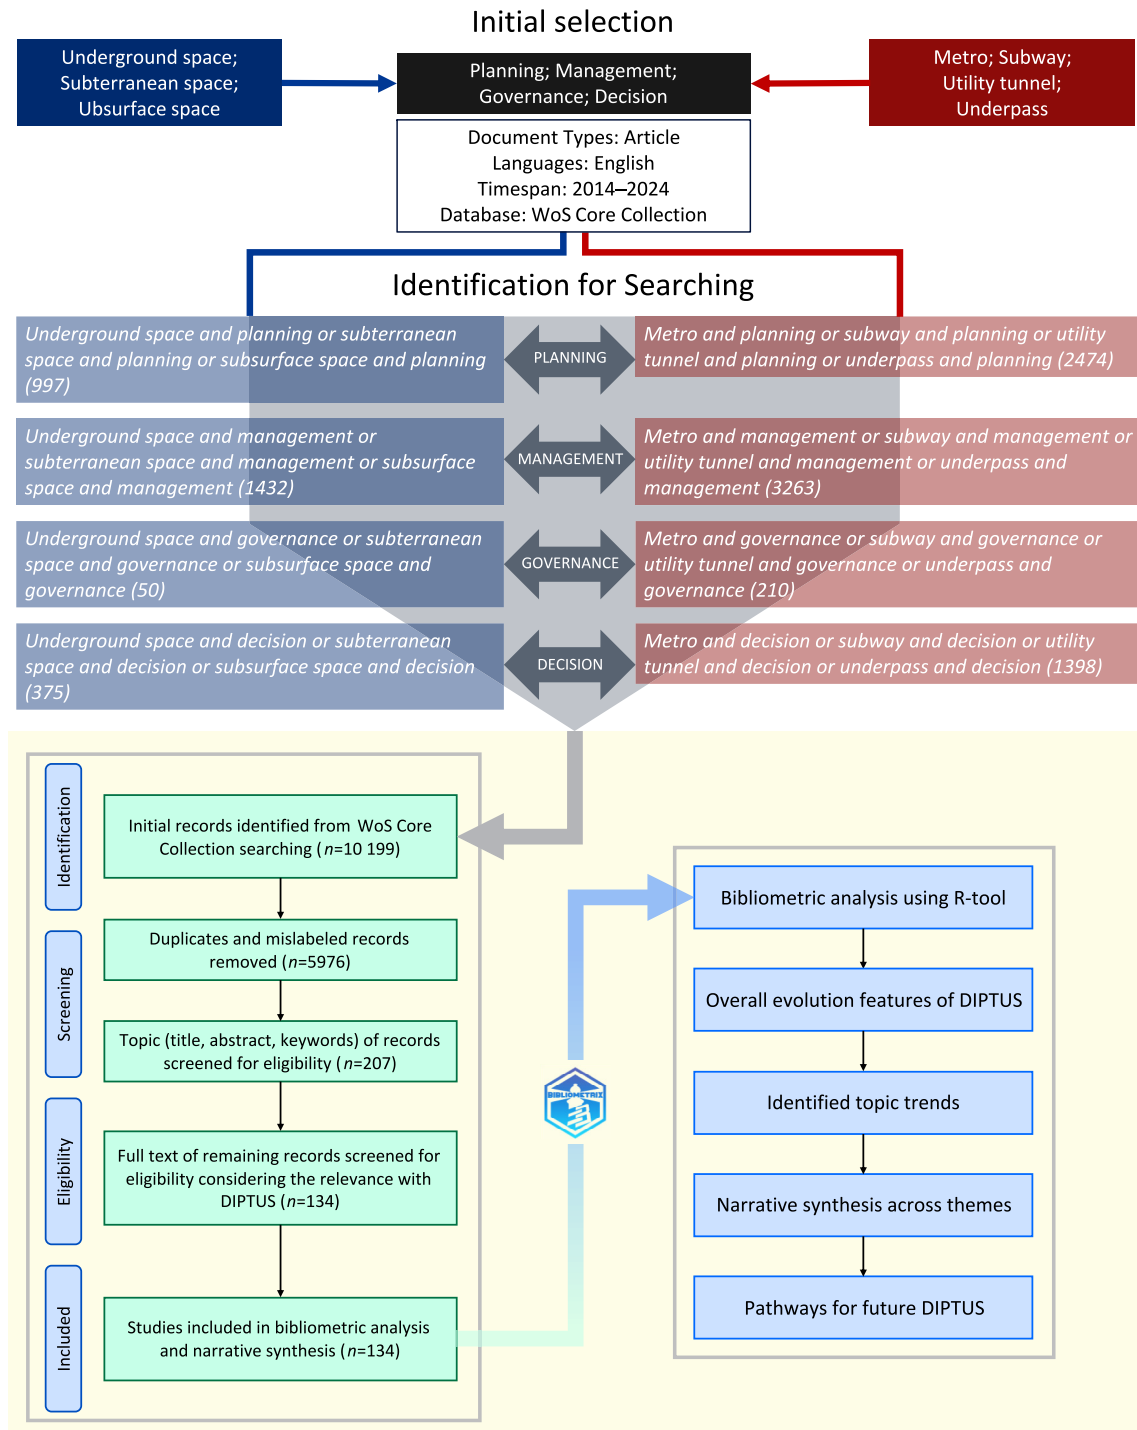 Initial selection
Underground space;
Subterranean space;
Ubsurface space
Planning; Management;
Governance; Decision
Metro; Subway;
Utility tunnel;
Underpass
Document Types: Article
Languages: English
Timespan: 2014–2024
Database: WoS Core Collection
Identification for Searching
Underground space and planning or subterranean
space and planning or subsurface space and planning
(997)
PLANNING
Metro and planning or subway and planning or utility
tunnel and planning or underpass and planning (2474)
Underground space and management or
subterranean space and management or subsurface
space and management (1432)
MANAGEMENT
Metro and management or subway and management or
utility tunnel and management or underpass and
management (3263)
Underground space and governance or subterranean
space and governance or subsurface space and
governance (50)
GOVERNANCE
Metro and governance or subway and governance or
utility tunnel and governance or underpass and
governance (210)
Underground space and decision or subterranean
space and decision or subsurface space and decision
(375)
DECISION
Metro and decision or subway and decision or utility
tunnel and decision or underpass and decision (1398)
Identification
Initial records identified from WoS Core
Collection searching (n=10 199)
Screening
Duplicates and mislabeled records
removed (n=5976)
Topic (title, abstract, keywords) of records
screened for eligibility (n=207)
Eligibility
Full text of remaining records screened for
eligibility considering the relevance with
DIPTUS (n=134)
Included
Studies included in bibliometric analysis
and narrative synthesis (n=134)
BIBLIOMETRIX
Bibliometric analysis using R-tool
Overall evolution features of DIPTUS
Identified topic trends
Narrative synthesis across themes
Pathways for future DIPTUS